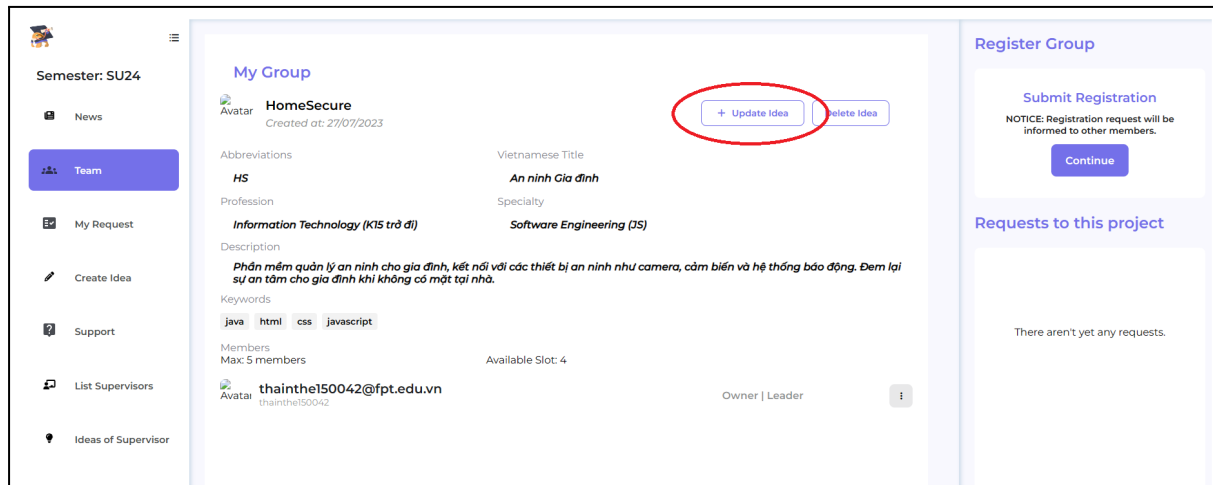 Semester: SU24
News
Team
My Request
Create Idea
Support
List Supervisors
Ideas of Supervisor
My Group
Avatar
HomeSecure
Created at: 27/07/2023
+ Update Idea
Delete Idea
Abbreviations
Vietnamese Title
HS
An ninh Gia đình
Profession
Specialty
Information Technology (K15 trở đi)
Software Engineering (JS)
Description
Phần mềm quản lý an ninh cho gia đình, kết nối với các thiết bị an ninh như camera, cảm biến và hệ thống báo động. Đem lại
sự an tâm cho gia đình khi không có mặt tại nhà.
Keywords
java html css javascript
Members
Max: 5 members
Available Slot: 4
Avatar
thainthe150042@fpt.edu.vn
thainthe150042
Owner | Leader
Register Group
Submit Registration
NOTICE: Registration request will be
informed to other members.
Continue
Requests to this project
There aren't yet any requests.